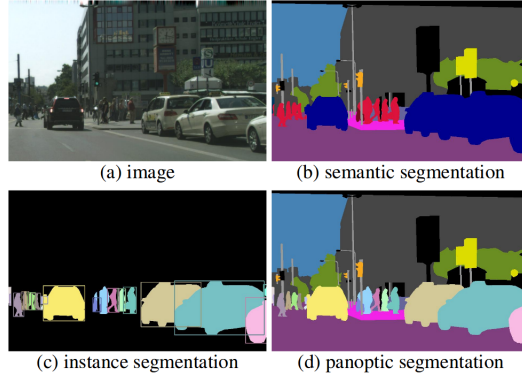 (a) image
(b) semantic segmentation
(c) instance segmentation
(d) panoptic segmentation